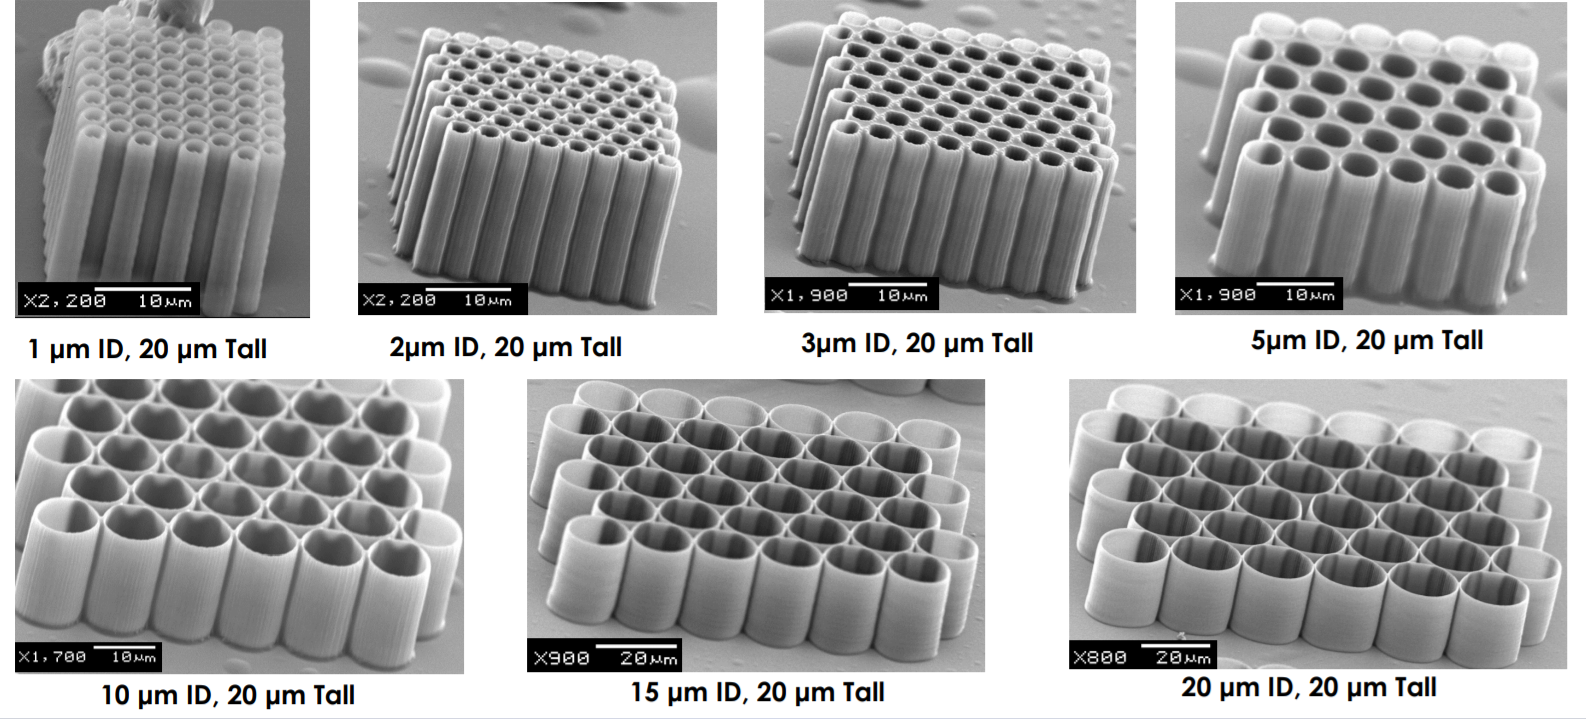 X2,200 10µm
X2,200 10µm
X1,900 10µm
X1,900 10µm
1 µm ID, 20 µm Tall
2µm ID, 20 µm Tall
3µm ID, 20 µm Tall
5µm ID, 20 µm Tall
X1,700 10µm
X900 20µm
X800 20µm
10 µm ID, 20 µm Tall
15 µm ID, 20 µm Tall
20 µm ID, 20 µm Tall